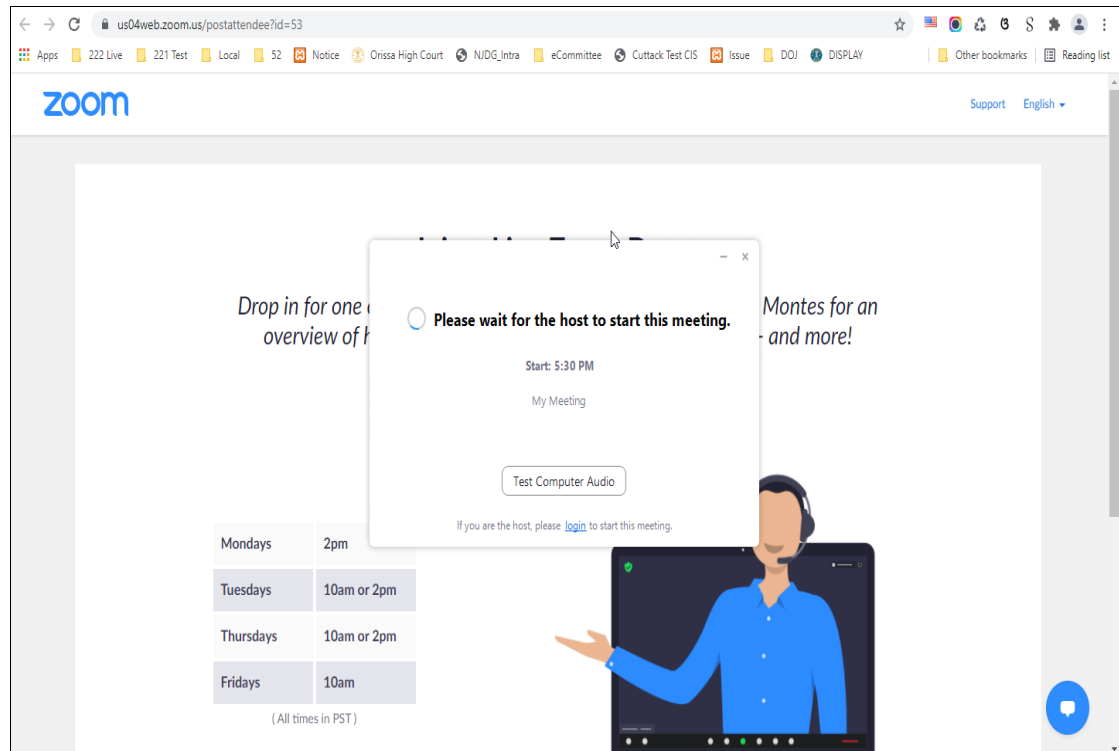 us04web.zoom.us/postattendee?id=53
Apps 222 Live 221 Test Local 52 Notice Orissa High Court NJDG_Intra eCommittee Cuttack Test CIS Issue DOJ DISPLAY Other bookmarks Reading list
zoom Support English
Drop in for one Montes for an
overview of and more!
Please wait for the host to start this meeting.
Start: 5:30 PM
My Meeting
Test Computer Audio
If you are the host, please login to start this meeting.
Mondays 2pm
Tuesdays 10am or 2pm
Thursdays 10am or 2pm
Fridays 10am
( All times in PST )